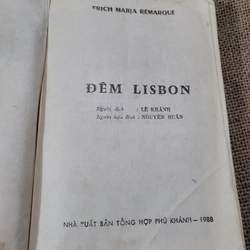 ERICH MARIA REMARQUE
ĐÊM LISBON
Người dịch : LÊ KHÁNH
Người hiệu đính : NGUYỄN HUÂN
NHÀ XUẤT BẢN TỔNG HỢP PHÚ KHÁNH — 1988